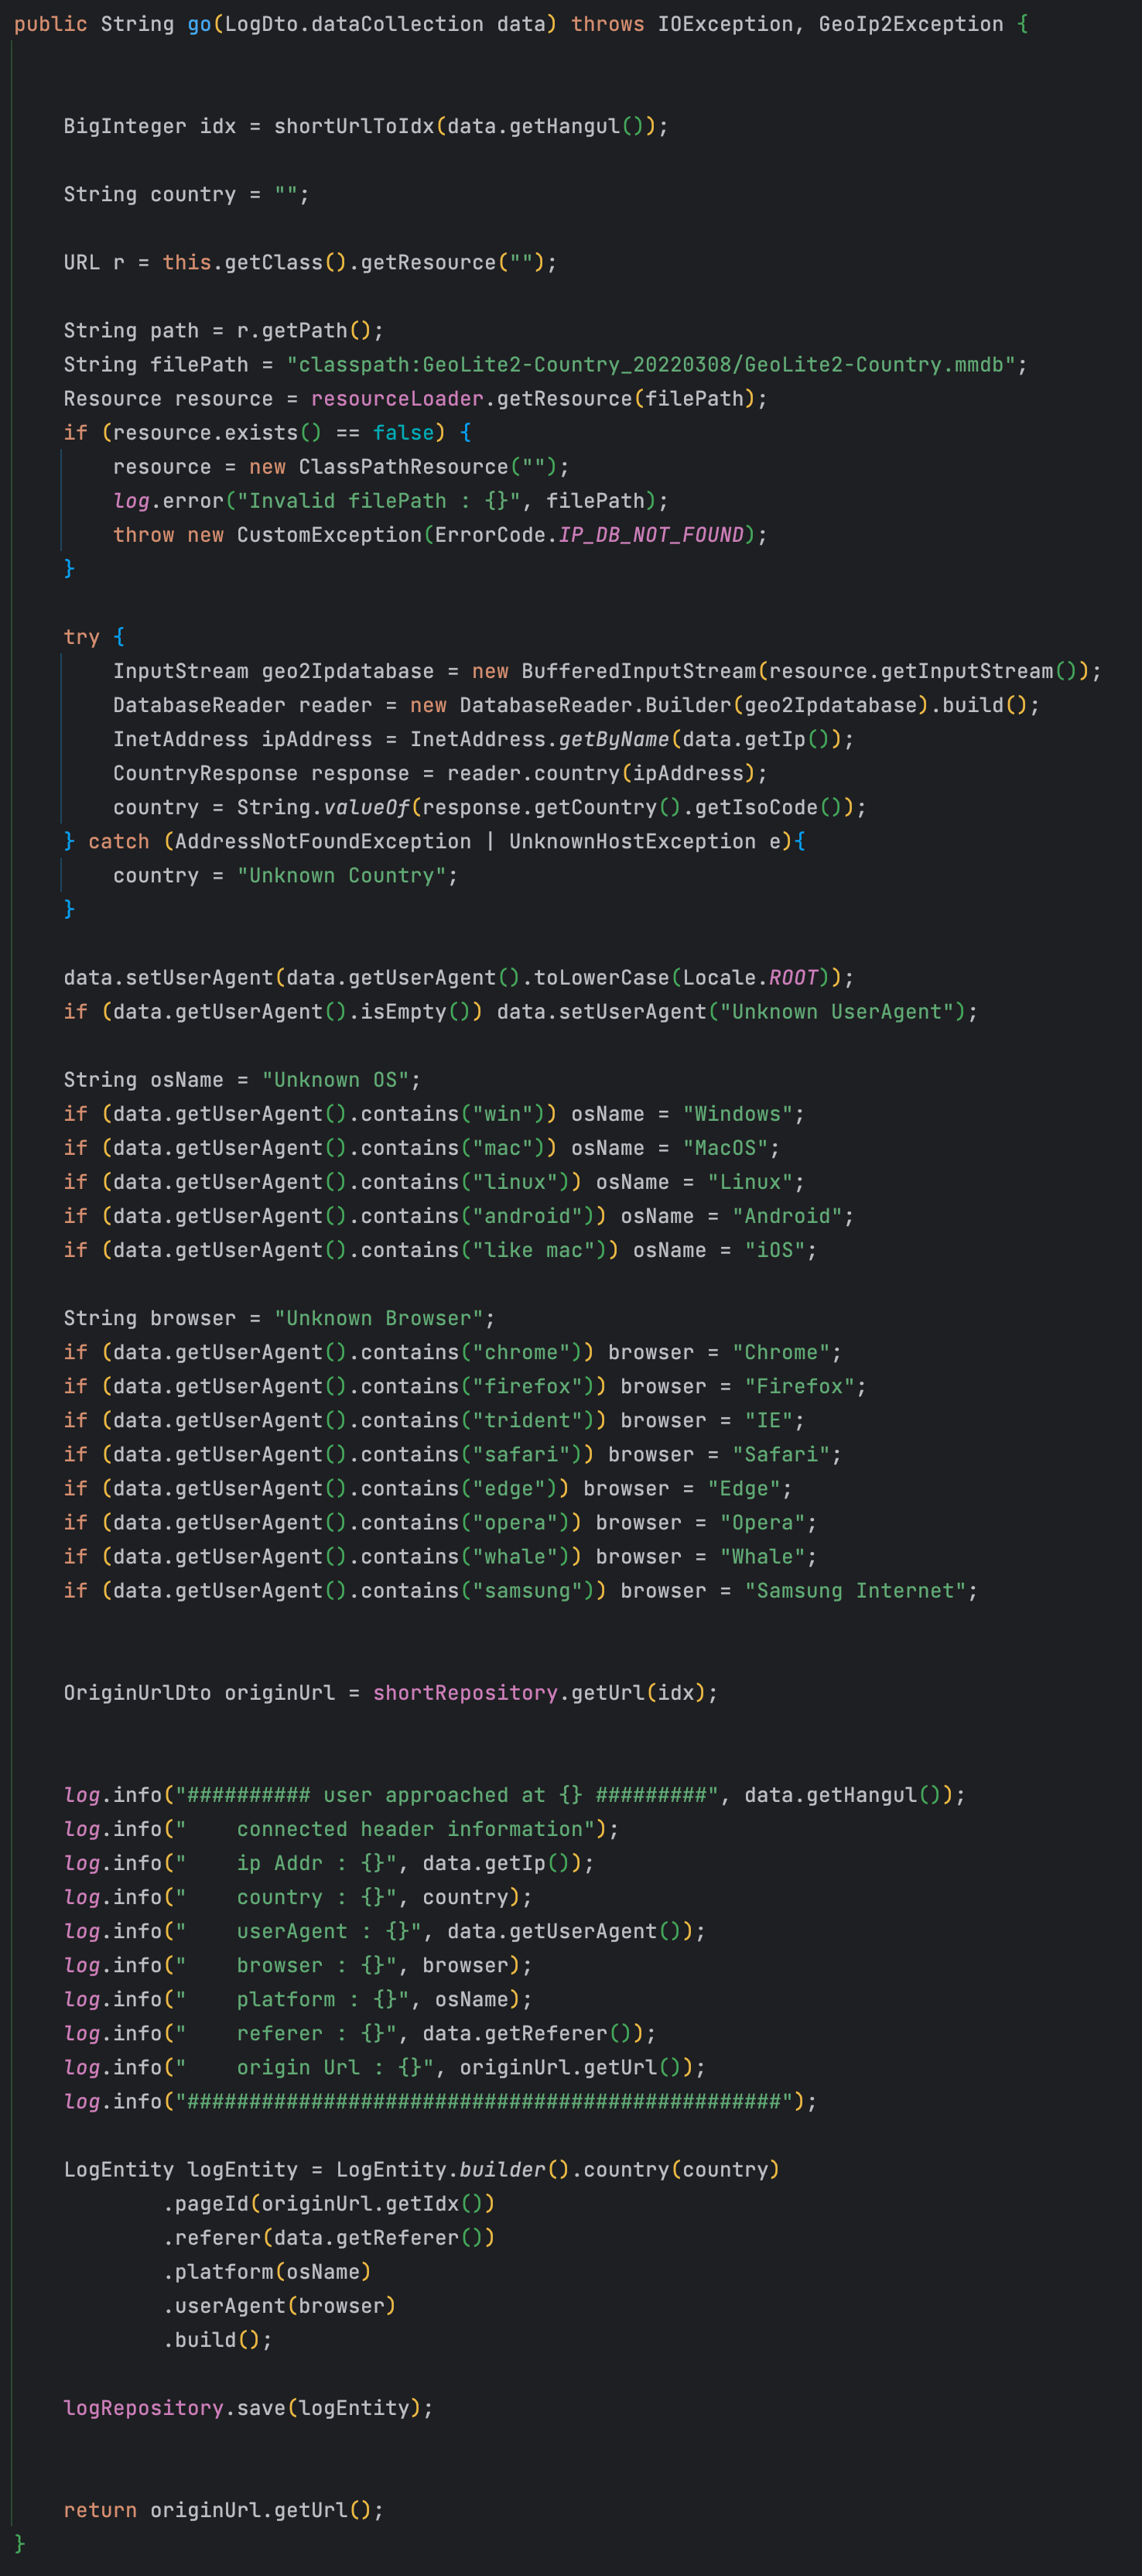 public String go(LogDto.dataCollection data) throws IOException, GeoIp2Exception {
BigInteger idx = shortUrlToIdx(data.getHangul());
String country = "";
URL r = this.getClass().getResource("");
String path = r.getPath();
String filePath = "classpath:GeoLite2-Country_20220308/GeoLite2-Country.mmdb";
Resource resource = resourceLoader.getResource(filePath);
if (resource.exists() == false) {
resource = new ClassPathResource("");
log.error("Invalid filePath : {}", filePath);
throw new CustomException(ErrorCode.IP_DB_NOT_FOUND);
}
try {
InputStream geo2Ipdatabase = new BufferedInputStream(resource.getInputStream());
DatabaseReader reader = new DatabaseReader.Builder(geo2Ipdatabase).build();
InetAddress ipAddress = InetAddress.getByName(data.getIp());
CountryResponse response = reader.country(ipAddress);
country = String.valueOf(response.getCountry().getIsoCode());
} catch (AddressNotFoundException | UnknownHostException e){
country = "Unknown Country";
}
data.setUserAgent(data.getUserAgent().toLowerCase(Locale.ROOT));
if (data.getUserAgent().isEmpty()) data.setUserAgent("Unknown UserAgent");
String osName = "Unknown OS";
if (data.getUserAgent().contains("win")) osName = "Windows";
if (data.getUserAgent().contains("mac")) osName = "MacOS";
if (data.getUserAgent().contains("linux")) osName = "Linux";
if (data.getUserAgent().contains("android")) osName = "Android";
if (data.getUserAgent().contains("like mac")) osName = "iOS";
String browser = "Unknown Browser";
if (data.getUserAgent().contains("chrome")) browser = "Chrome";
if (data.getUserAgent().contains("firefox")) browser = "Firefox";
if (data.getUserAgent().contains("trident")) browser = "IE";
if (data.getUserAgent().contains("safari")) browser = "Safari";
if (data.getUserAgent().contains("edge")) browser = "Edge";
if (data.getUserAgent().contains("opera")) browser = "Opera";
if (data.getUserAgent().contains("whale")) browser = "Whale";
if (data.getUserAgent().contains("samsung")) browser = "Samsung Internet";
OriginUrlDto originUrl = shortRepository.getUrl(idx);
log.info("########## user approached at {} #########", data.getHangul());
log.info("    connected header information");
log.info("    ip Addr : {}", data.getIp());
log.info("    country : {}", country);
log.info("    userAgent : {}", data.getUserAgent());
log.info("    browser : {}", browser);
log.info("    platform : {}", osName);
log.info("    referer : {}", data.getReferer());
log.info("    origin Url : {}", originUrl.getUrl());
log.info("################################################");
LogEntity logEntity = LogEntity.builder().country(country)
.pageId(originUrl.getIdx())
.referer(data.getReferer())
.platform(osName)
.userAgent(browser)
.build();
logRepository.save(logEntity);
return originUrl.getUrl();
}